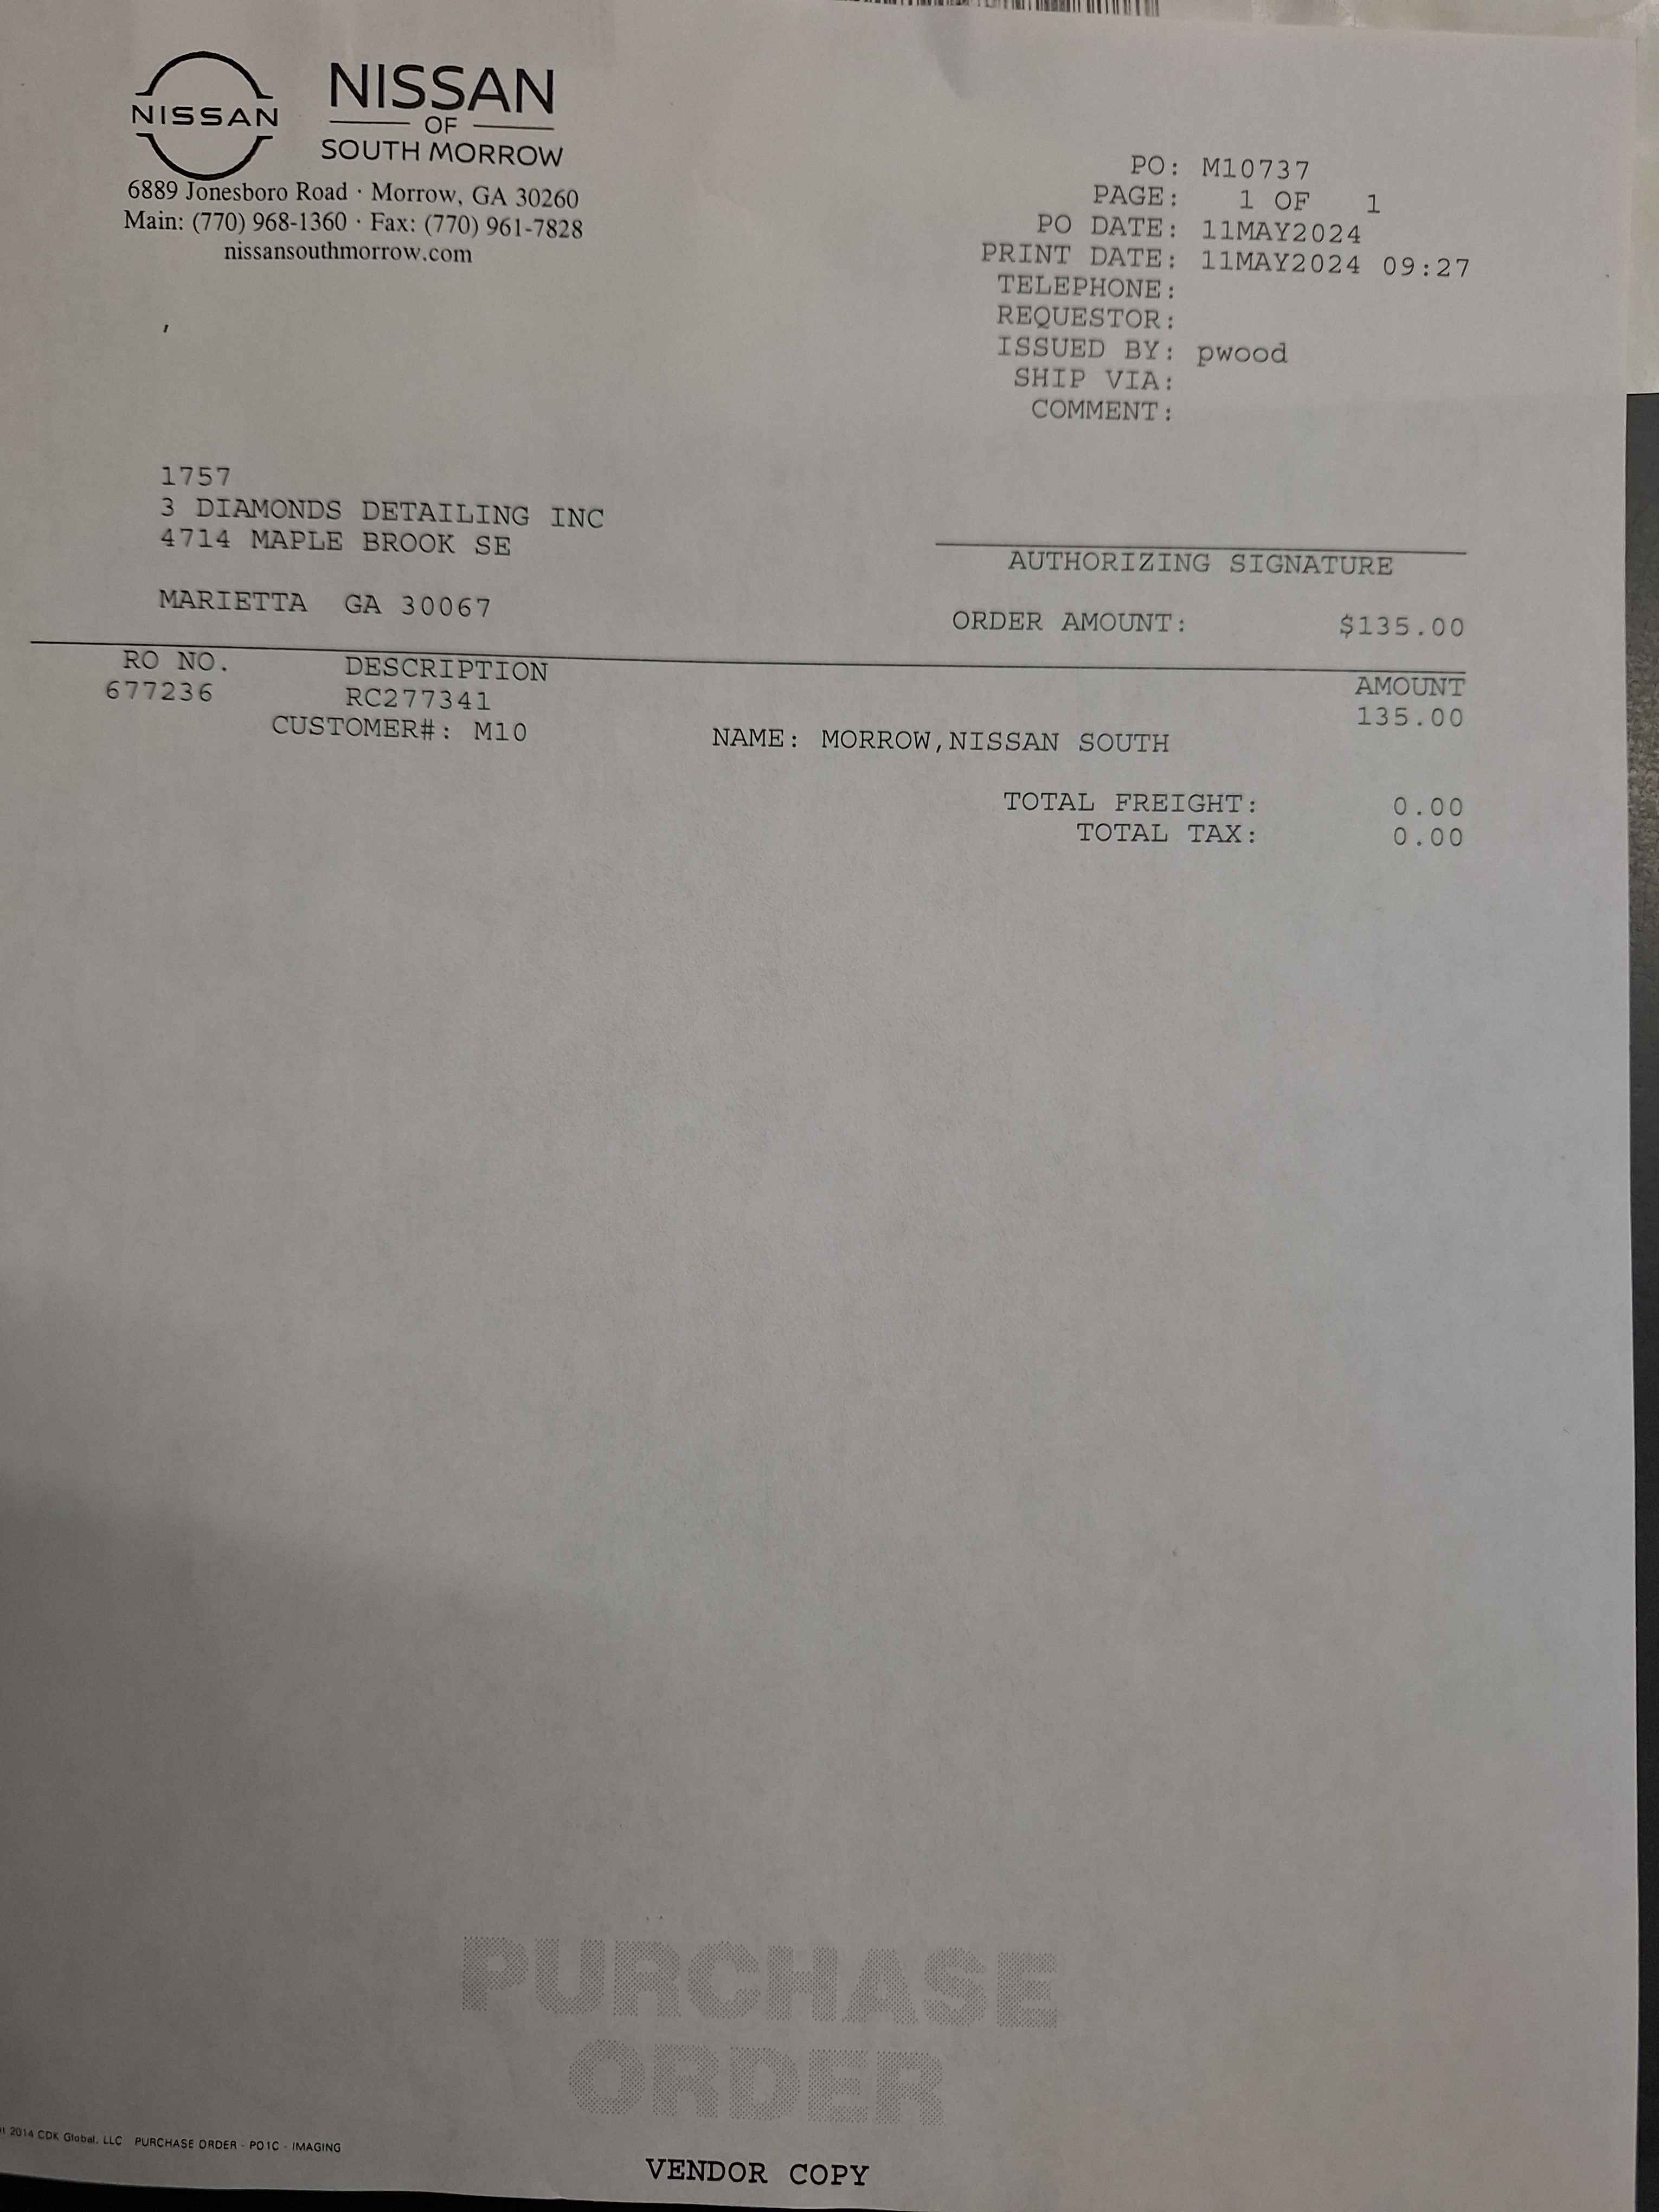 NISSAN
NISSAN
OF
SOUTH MORROW
6889 Jonesboro Road · Morrow, GA 30260
Main: (770) 968-1360 · Fax: (770) 961-7828
nissansouthmorrow.com
PO: M10737
PAGE: 1 OF 1
PO DATE: 11MAY2024
PRINT DATE: 11MAY2024 09:27
TELEPHONE:
REQUESTOR:
ISSUED BY: pwood
SHIP VIA:
COMMENT:
,
1757
3 DIAMONDS DETAILING INC
4714 MAPLE BROOK SE
MARIETTA GA 30067
AUTHORIZING SIGNATURE
ORDER AMOUNT: $135.00
RO NO. DESCRIPTION AMOUNT
677236 RC277341 135.00
CUSTOMER#: M10 NAME: MORROW,NISSAN SOUTH
TOTAL FREIGHT: 0.00
TOTAL TAX: 0.00
PURCHASE
ORDER
2014 CDK Global, LLC PURCHASE ORDER - PO1C - IMAGING
VENDOR COPY